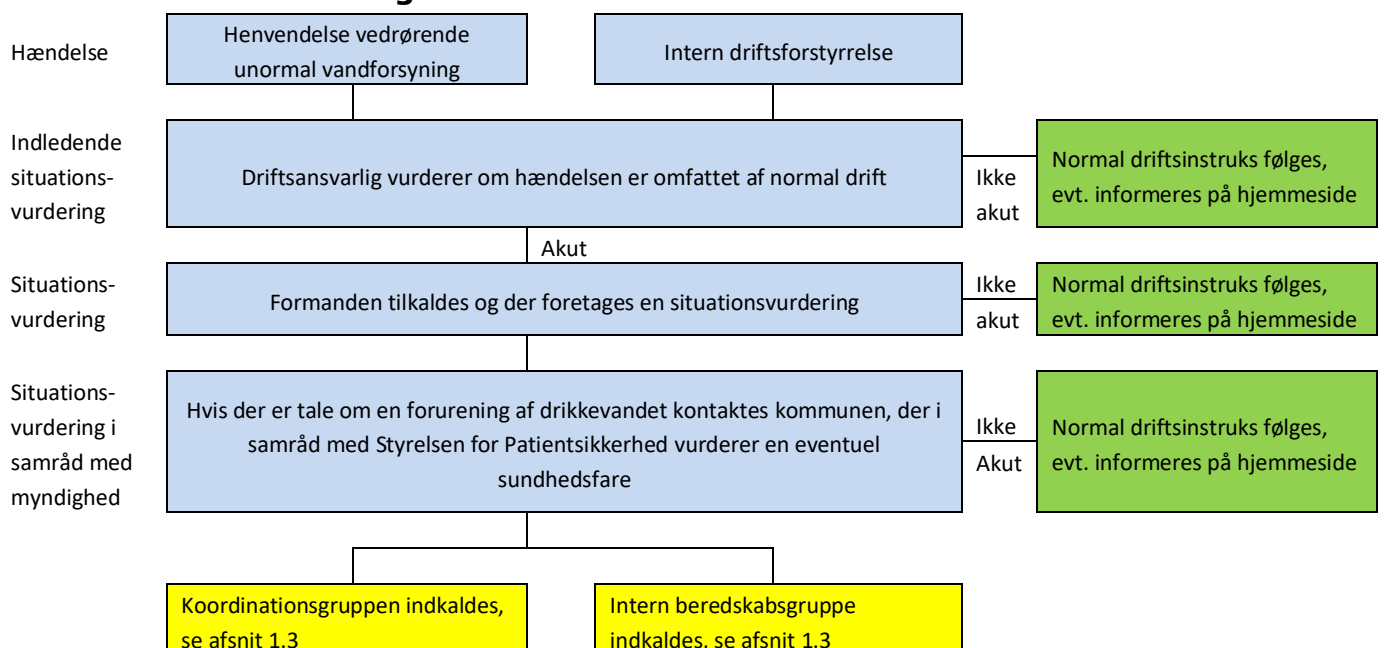 Hændelse
Henvendelse vedrørende
unormal vandforsyning
Intern driftsforstyrrelse
Indledende
situations-
vurdering
Driftsansvarlig vurderer om hændelsen er omfattet af normal drift
Ikke
akut
Normal driftsinstruks følges,
evt. informeres på hjemmeside
Akut
Situations-
vurdering
Formanden tilkaldes og der foretages en situationsvurdering
Ikke
akut
Normal driftsinstruks følges,
evt. informeres på hjemmeside
Situations-
vurdering i
samråd med
myndighed
Hvis der er tale om en forurening af drikkevandet kontaktes kommunen, der i
samråd med Styrelsen for Patientsikkerhed vurderer en eventuel
sundhedsfare
Ikke
Akut
Normal driftsinstruks følges,
evt. informeres på hjemmeside
Koordinationsgruppen indkaldes,
se afsnit 1.3
Intern beredskabsgruppe
indkaldes, se afsnit 1.3